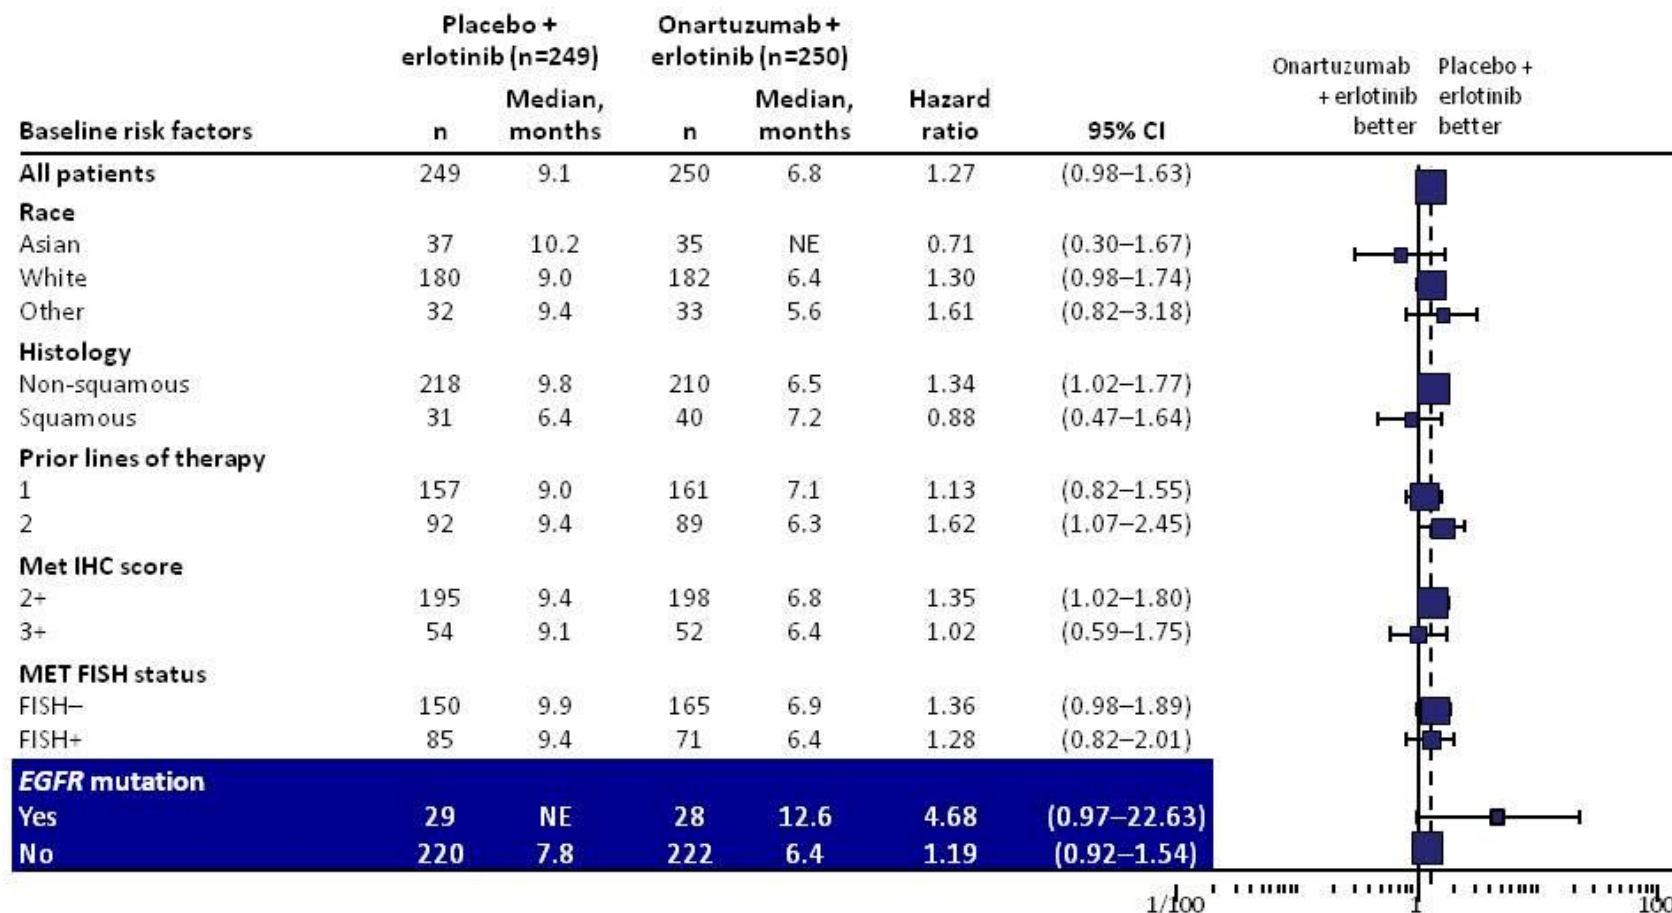 Placebo + Onartuzumab +
erlotinib (n=249) erlotinib (n=250)
Onartuzumab Placebo +
+ erlotinib erlotinib
better better
Median, Median, Hazard
Baseline risk factors n months n months ratio 95% CI
All patients 249 9.1 250 6.8 1.27 (0.98–1.63)
Race
Asian 37 10.2 35 NE 0.71 (0.30–1.67)
White 180 9.0 182 6.4 1.30 (0.98–1.74)
Other 32 9.4 33 5.6 1.61 (0.82–3.18)
Histology
Non-squamous 218 9.8 210 6.5 1.34 (1.02–1.77)
Squamous 31 6.4 40 7.2 0.88 (0.47–1.64)
Prior lines of therapy
1 157 9.0 161 7.1 1.13 (0.82–1.55)
2 92 9.4 89 6.3 1.62 (1.07–2.45)
Met IHC score
2+ 195 9.4 198 6.8 1.35 (1.02–1.80)
3+ 54 9.1 52 6.4 1.02 (0.59–1.75)
MET FISH status
FISH– 150 9.9 165 6.9 1.36 (0.98–1.89)
FISH+ 85 9.4 71 6.4 1.28 (0.82–2.01)
EGFR mutation
Yes 29 NE 28 12.6 4.68 (0.97–22.63)
No 220 7.8 222 6.4 1.19 (0.92–1.54)
1/100 1 100